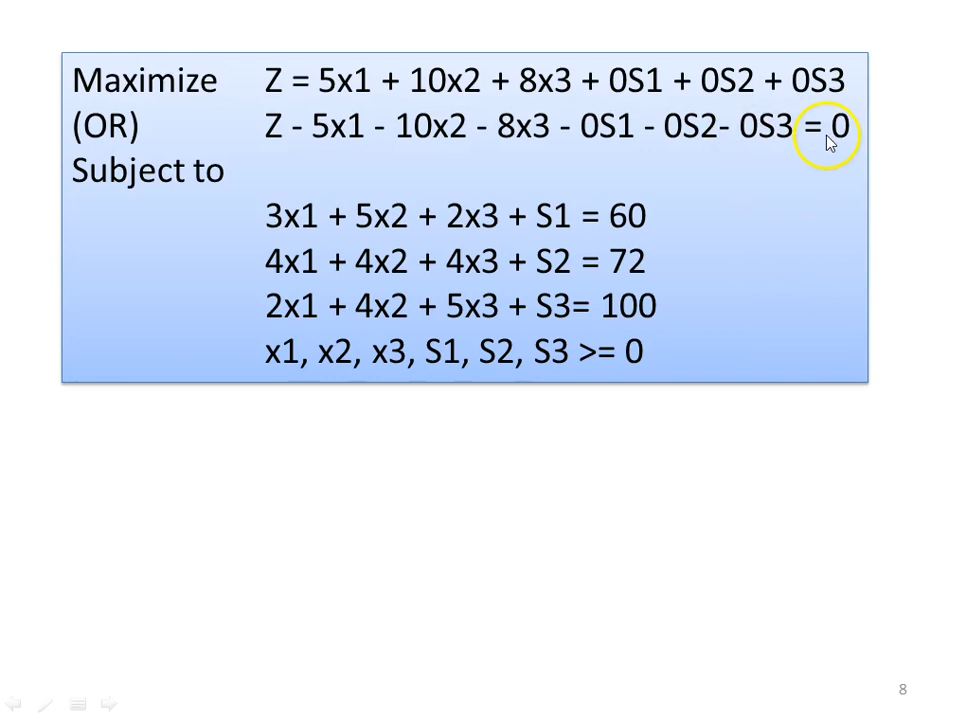 Maximize Z = 5x1 + 10x2 + 8x3 + 0S1 + 0S2 + 0S3
(OR) Z - 5x1 - 10x2 - 8x3 - 0S1 - 0S2- 0S3 = 0
Subject to
3x1 + 5x2 + 2x3 + S1 = 60
4x1 + 4x2 + 4x3 + S2 = 72
2x1 + 4x2 + 5x3 + S3= 100
x1, x2, x3, S1, S2, S3 >= 0
8